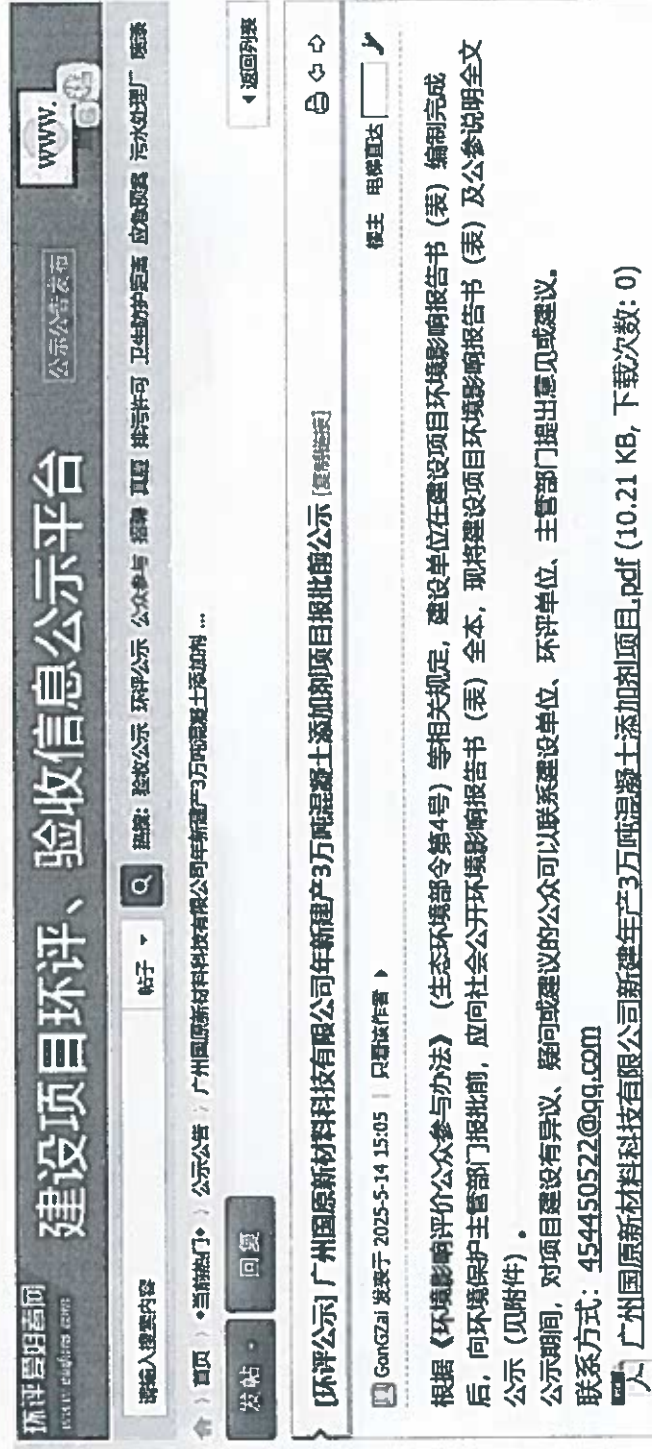 环评爱好者网
www.eiafans.com
建设项目环评、验收信息公示平台
公示公告发布
www.
请输入搜索内容
帖子
热搜: 验收公示 环评公示 公众参与 招聘 真题 排污许可 卫生防护距离 应急预案 污水处理厂 喷漆
首页 › ◆当前热门◆ › 公示公告 › 广州国原新材料科技有限公司年新建产3万吨混凝土添加剂 ...
发帖
回复
返回列表
[环评公示] 广州国原新材料科技有限公司年新建产3万吨混凝土添加剂项目报批前公示 [复制链接]
GonGZai 发表于 2025-5-14 15:05 | 只看该作者
楼主 电梯直达
根据《环境影响评价公众参与办法》(生态环境部令第4号)等相关规定,建设单位在建设项目环境影响报告书(表)编制完成
后,向环境保护主管部门报批前,应向社会公开环境影响报告书(表)全本,现将建设项目环境影响报告书(表)及公参说明全文
公示(见附件)。
公示期间,对项目建设有异议、疑问或建议的公众可以联系建设单位、环评单位、主管部门提出意见或建议。
联系方式:454450522@qq.com
广州国原新材料科技有限公司新建年产3万吨混凝土添加剂项目.pdf (10.21 KB, 下载次数: 0)